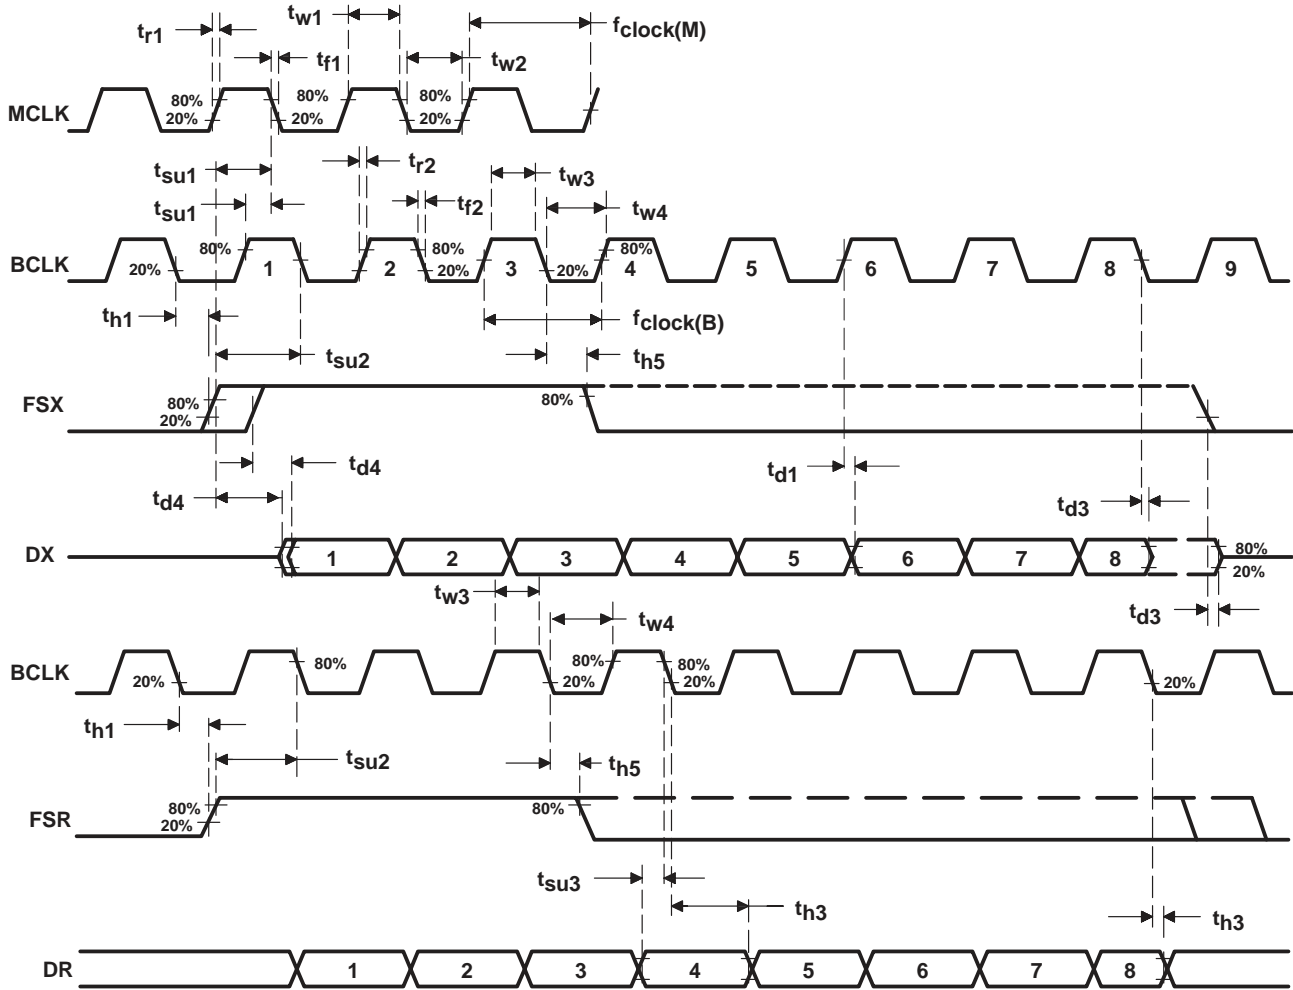 tw1
fclock(M)
tr1
tf1
tw2
80% 80% 80%
MCLK
20% 20% 20%
tsu1
tr2
tw3
tsu1
tf2
tw4
80% 80% 80%
BCLK 20% 1 2 20% 3 20% 4 5 6 7 8 9
th1
fclock(B)
tsu2
th5
FSX
80%
20%
80%
td4
td1
td4
td3
DX 1 2 3 4 5 6 7 8
80%
20%
tw3
tw4
td3
BCLK
80% 80% 80%
20% 20% 20% 20%
th1
tsu2
th5
80% 80%
FSR
20%
tsu3
th3
th3
DR 1 2 3 4 5 6 7 8